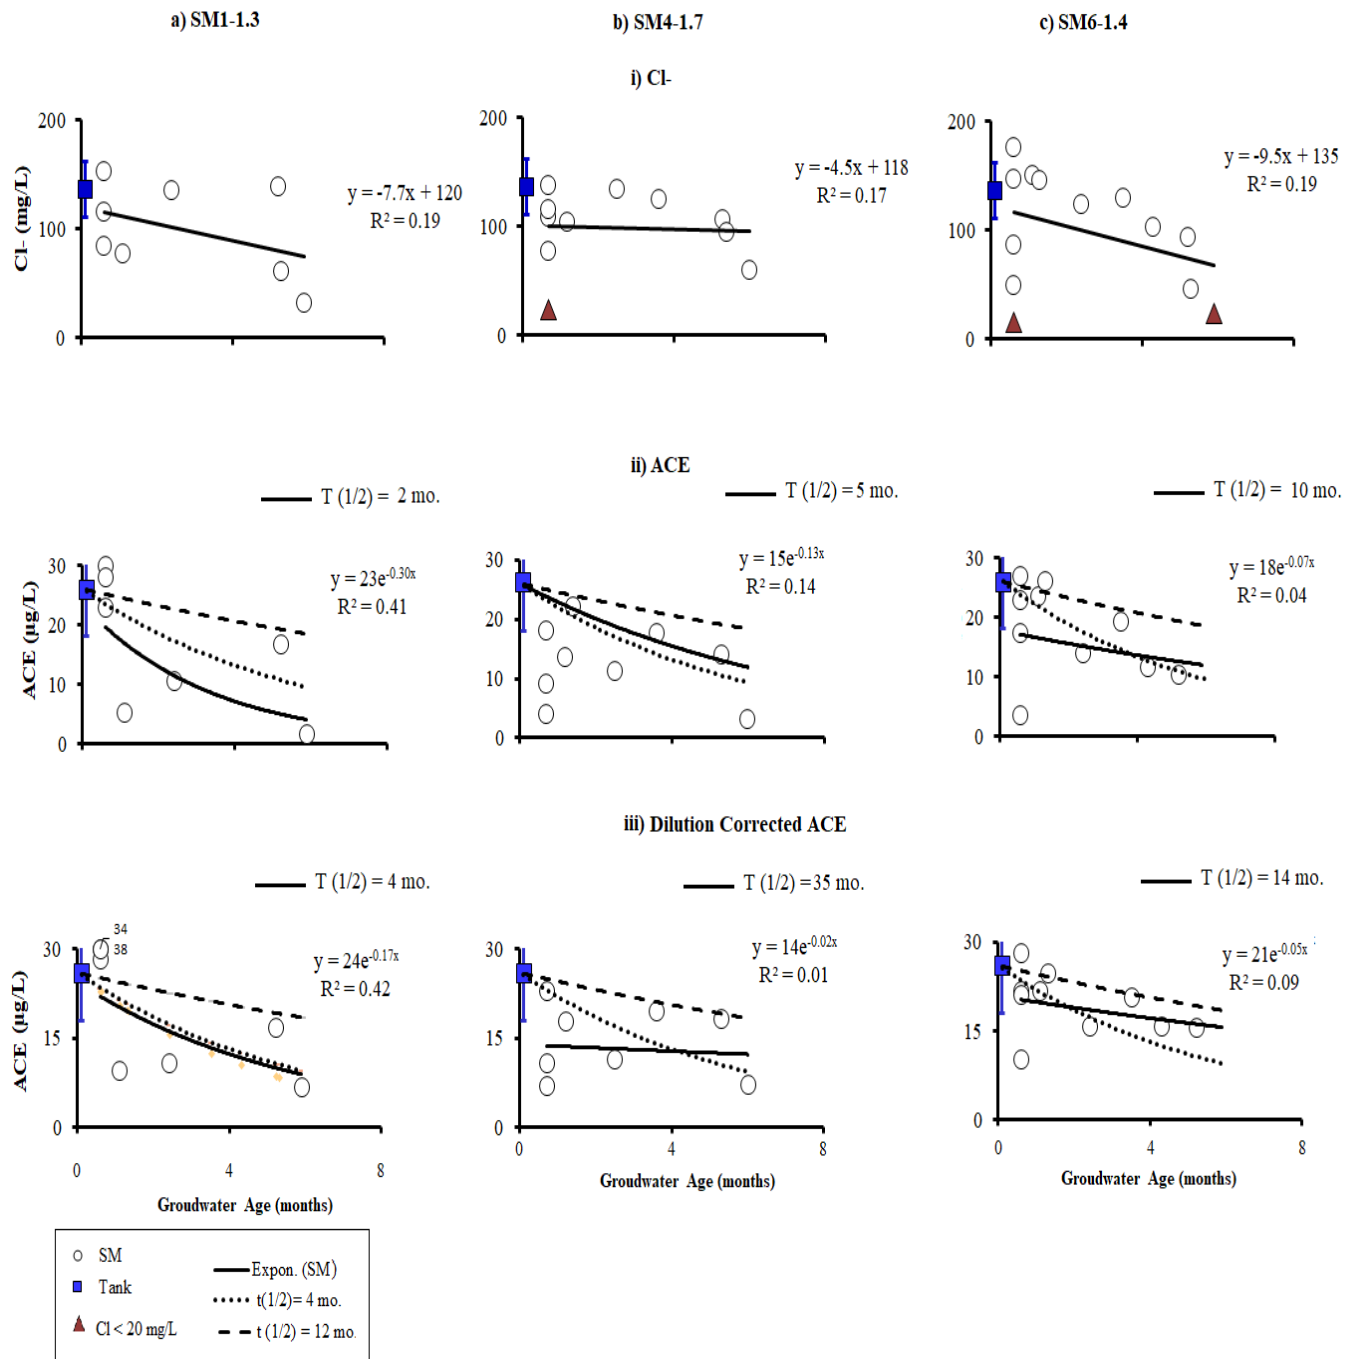 a) SM1-1.3
b) SM4-1.7
c) SM6-1.4
i) Cl-
200
100
0
Cl- (mg/L)
y = -7.7x + 120
R² = 0.19
200
100
0
y = -4.5x + 118
R² = 0.17
200
100
0
y = -9.5x + 135
R² = 0.19
ii) ACE
T (1/2) = 2 mo.
T (1/2) = 5 mo.
T (1/2) = 10 mo.
30
20
10
0
ACE (µg/L)
y = 23e^-0.30x
R² = 0.41
30
20
10
0
0
4
8
y = 15e^-0.13x
R² = 0.14
30
20
10
0
y = 18e^-0.07x
R² = 0.04
iii) Dilution Corrected ACE
T (1/2) = 4 mo.
T (1/2) =35 mo.
T (1/2) = 14 mo.
30
15
0
ACE (µg/L)
34
38
y = 24e^-0.17x
R² = 0.42
0
4
8
Groudwater Age (months)
30
15
0
y = 14e^-0.02x
R² = 0.01
0
4
8
Groudwater Age (months)
30
15
0
y = 21e^-0.05x
R² = 0.09
0
4
8
Groudwater Age (months)
SM
Tank
Cl < 20 mg/L
Expon. (SM)
t(1/2)= 4 mo.
t (1/2) = 12 mo.